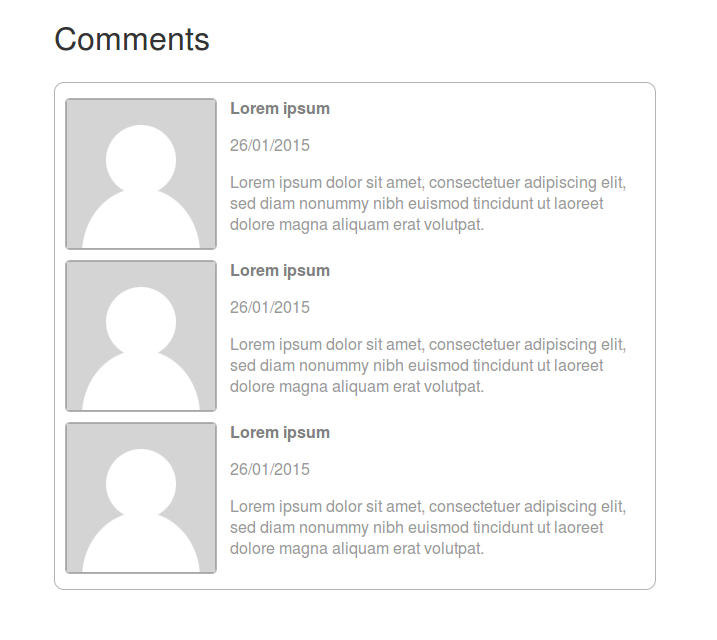 Comments
Lorem ipsum
26/01/2015
Lorem ipsum dolor sit amet, consectetuer adipiscing elit,
sed diam nonummy nibh euismod tincidunt ut laoreet
dolore magna aliquam erat volutpat.
Lorem ipsum
26/01/2015
Lorem ipsum dolor sit amet, consectetuer adipiscing elit,
sed diam nonummy nibh euismod tincidunt ut laoreet
dolore magna aliquam erat volutpat.
Lorem ipsum
26/01/2015
Lorem ipsum dolor sit amet, consectetuer adipiscing elit,
sed diam nonummy nibh euismod tincidunt ut laoreet
dolore magna aliquam erat volutpat.